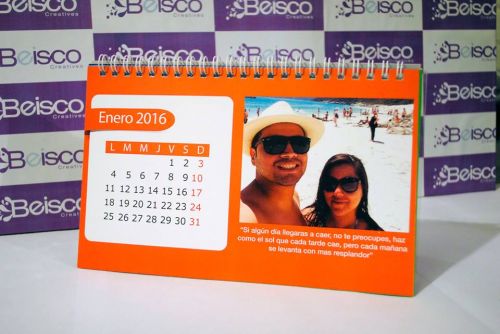 Beisco
Creatives
Beisco
Creatives
Beisco
Creatives
Beisco
Creatives
Beisco
Creatives
Beisco
Beisco
Enero 2016
L M M J V S D
1 2 3
4 5 6 7 8 9 10
11 12 13 14 15 16 17
18 19 20 21 22 23 24
25 26 27 28 29 30 31
"Si algún día llegaras a caer, no te preocupes, haz
como el sol que cada tarde cae, pero cada mañana
se levanta con mas resplandor"